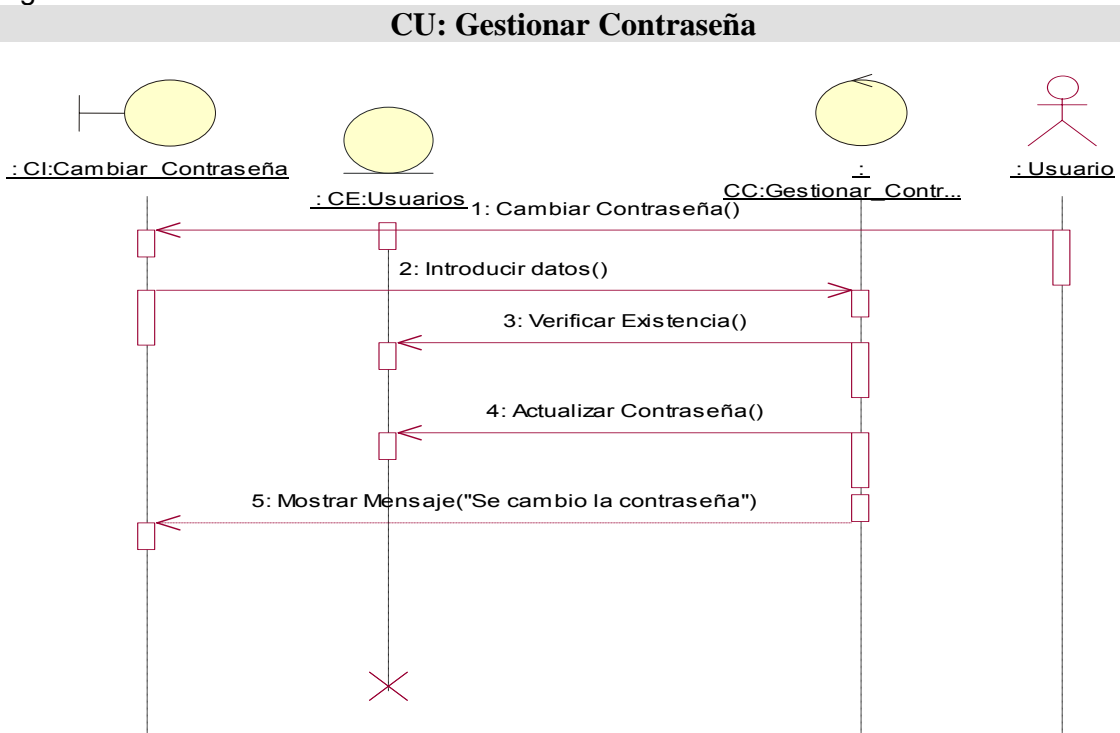 CU: Gestionar Contraseña
: CI:Cambiar_Contraseña
: CE:Usuarios
:
CC:Gestionar_Contr...
: Usuario
1: Cambiar Contraseña()
2: Introducir datos()
3: Verificar Existencia()
4: Actualizar Contraseña()
5: Mostrar Mensaje("Se cambio la contraseña")